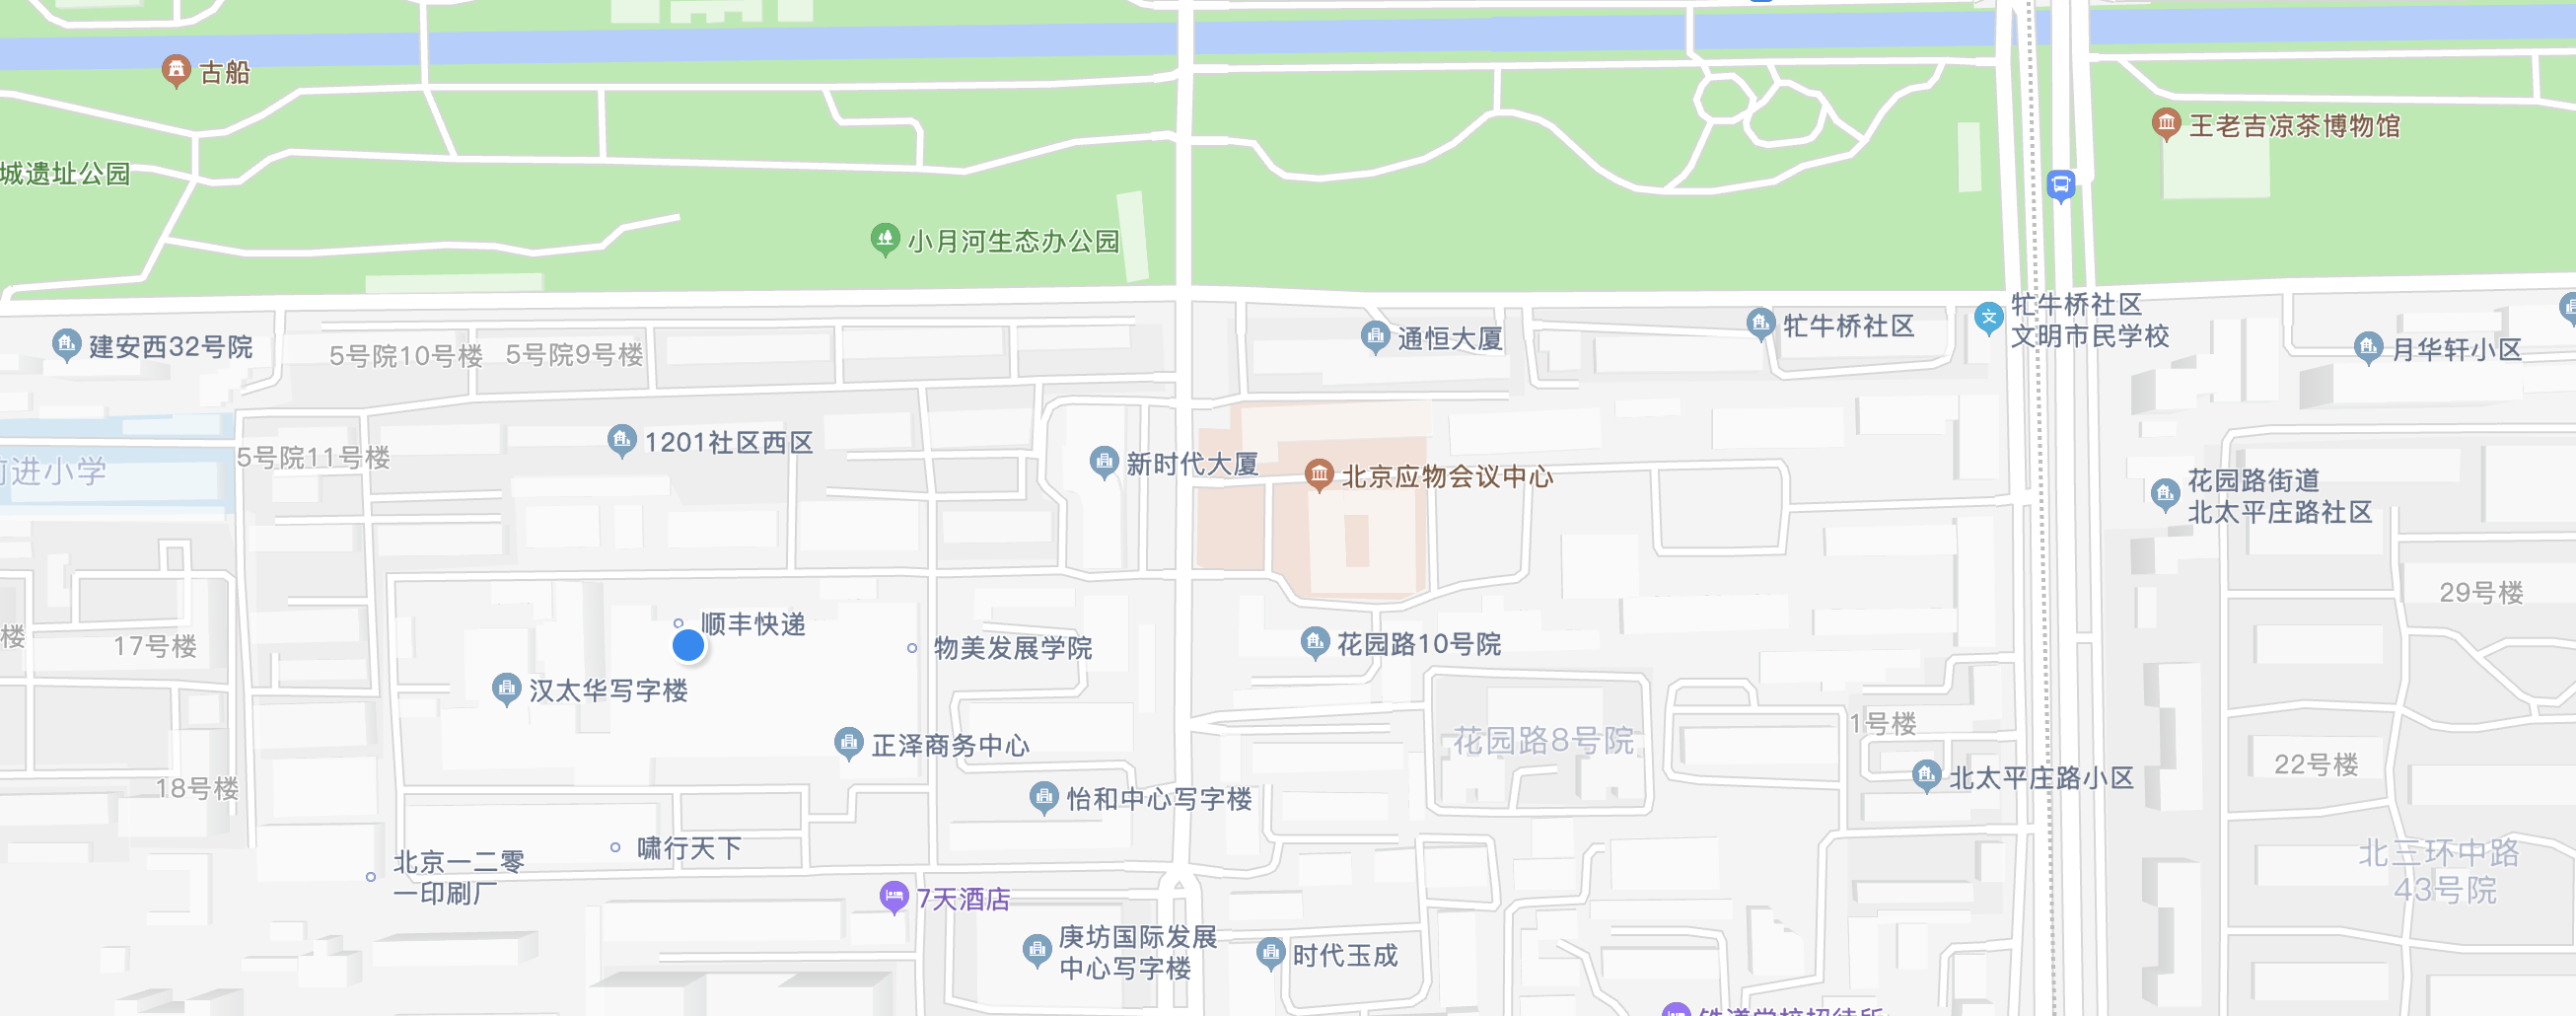 古船
王老吉凉茶博物馆
城遗址公园
小月河生态办公园
建安西32号院
5号院10号楼
5号院9号楼
通恒大厦
牤牛桥社区
牤牛桥社区
文明市民学校
月华轩小区
5号院11号楼
1201社区西区
新时代大厦
北京应物会议中心
进小学
花园路街道
北太平庄路社区
29号楼
楼
17号楼
顺丰快递
物美发展学院
花园路10号院
汉太华写字楼
正泽商务中心
花园路8号院
1号楼
22号楼
18号楼
怡和中心写字楼
北太平庄路小区
啸行天下
北京一二零
一印刷厂
北三环中路
43号院
7天酒店
庚坊国际发展
中心写字楼
时代玉成